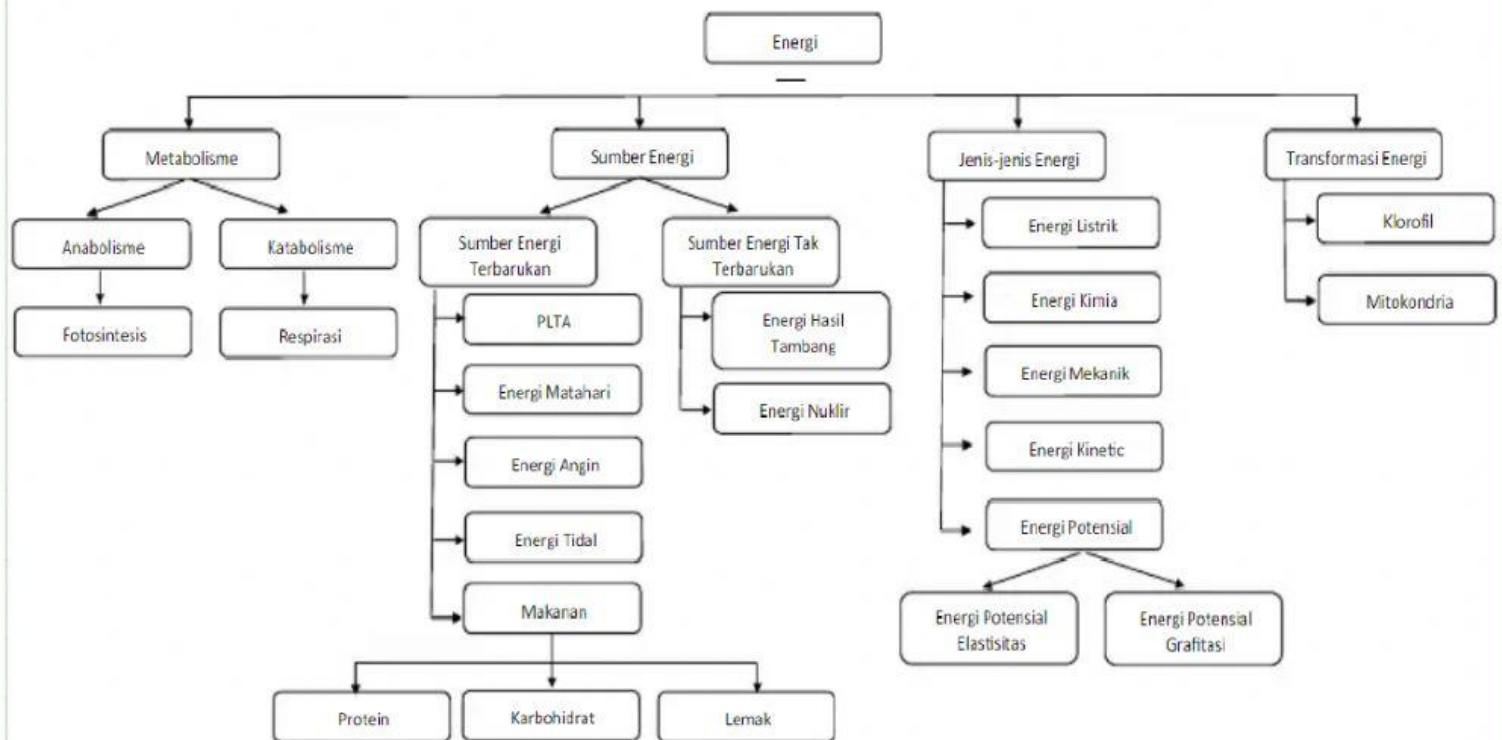 Energi
Metabolisme
Sumber Energi
Jenis-jenis Energi
Transformasi Energi
Anabolisme
Katabolisme
Sumber Energi
Terbarukan
Sumber Energi Tak
Terbarukan
Energi Listrik
Klorofil
Fotosintesis
Respirasi
PLTA
Energi Hasil
Tambang
Energi Kimia
Mitokondria
Energi Matahari
Energi Nuklir
Energi Mekanik
Energi Angin
Energi Kinetic
Energi Tidal
Energi Potensial
Makanan
Energi Potensial
Elastisitas
Energi Potensial
Grafitasi
Protein
Karbohidrat
Lemak